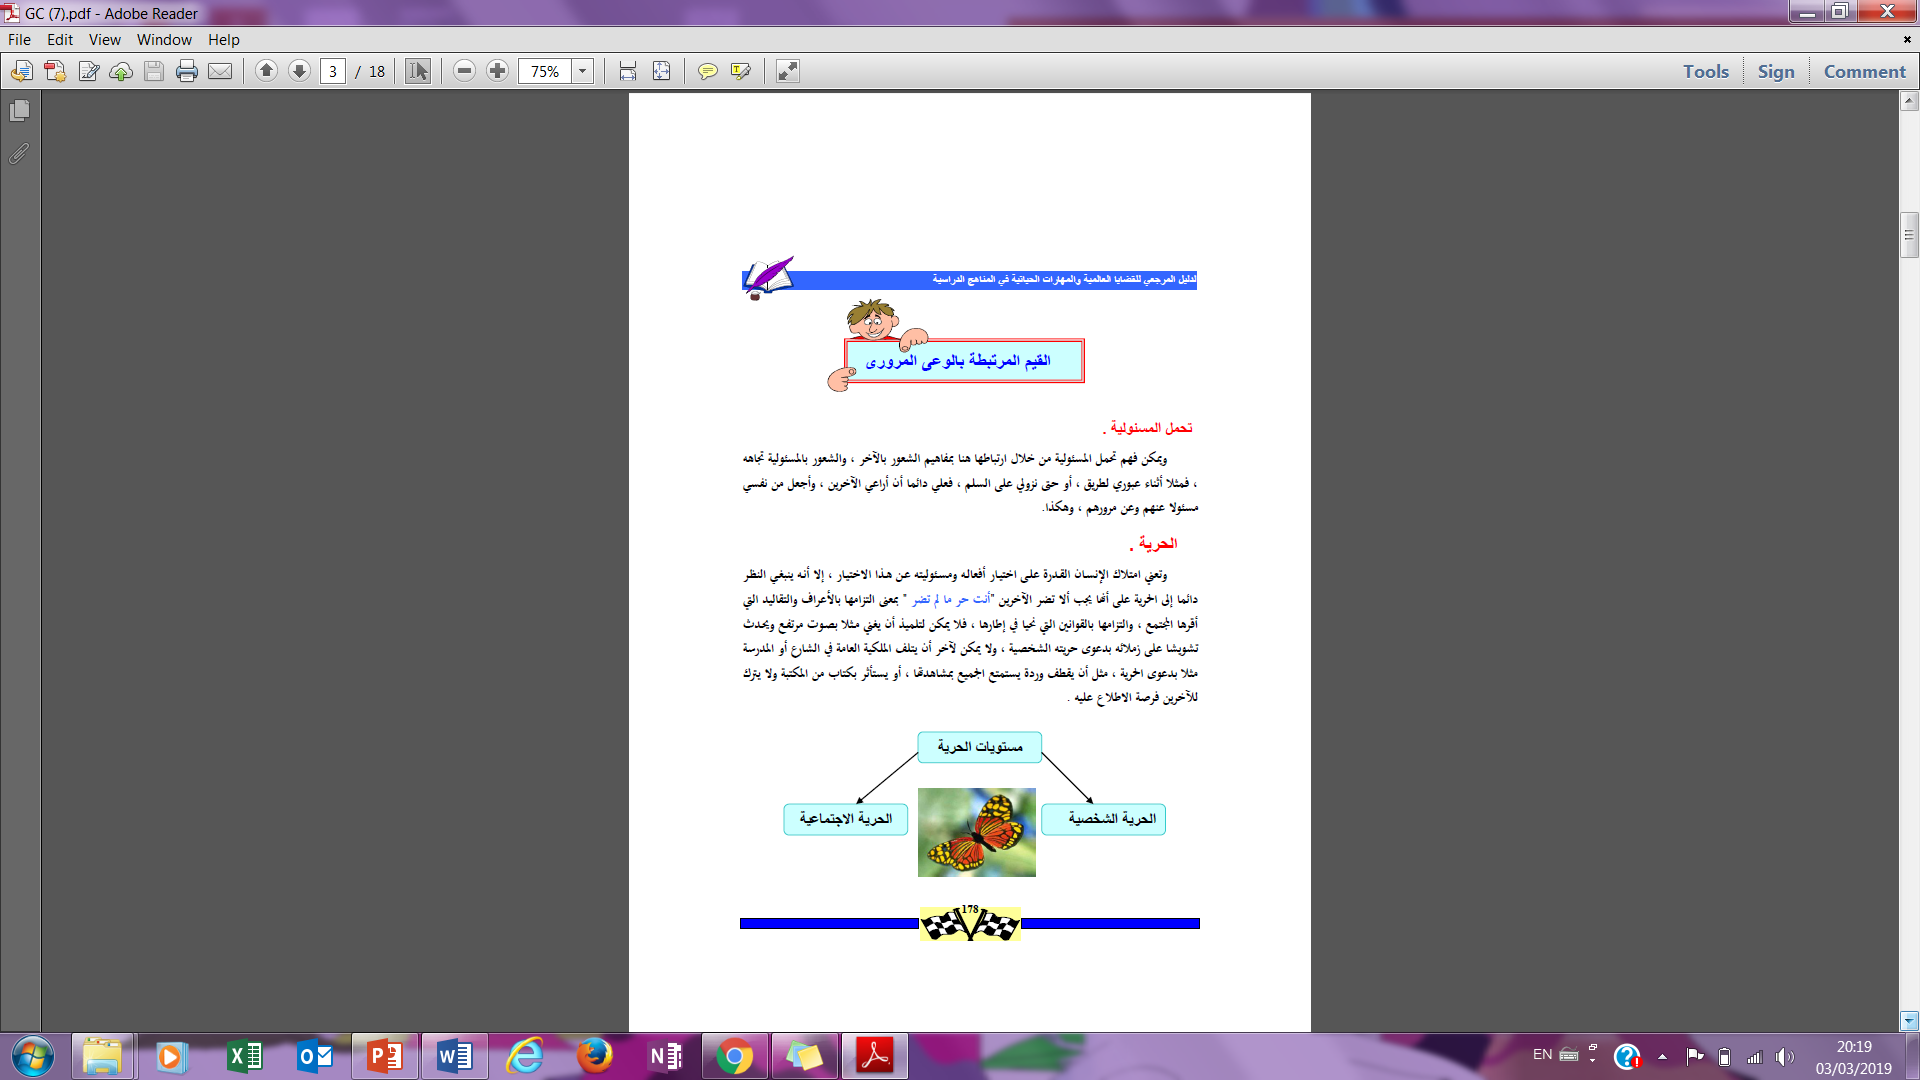 GC (7).pdf - Adobe Reader
File Edit View Window Help
3 / 18 75% Tools Sign Comment
الدليل المرجعي للقضايا العالمية والمهارات الحياتية في المناهج الدراسية
القيم المرتبطة بالوعى المرورى
تحمل المسئولية .
ويمكن فهم تحمل المسئولية من خلال ارتباطها هنا بمفاهيم الشعور بالآخر ، والشعور بالمسئولية تجاهه
، فمثلا أثناء عبوري لطريق ، أو حتى نزولي على السلم ، فعلي دائما أن أراعي الآخرين ، وأجعل من نفسي
مسئولا عنهم وعن مرورهم ، وهكذا.
الحرية .
وتعني امتلاك الإنسان القدرة على اختيار أفعاله ومسئوليته عن هذا الاختيار ، إلا أنه ينبغي النظر
دائما إلى الحرية على أنها يجب ألا تضر الآخرين "أنت حر ما لم تضر " بمعنى التزامها بالأعراف والتقاليد التي
أقرها المجتمع ، والتزامها بالقوانين التي نحيا في إطارها ، فلا يمكن لتلميذ أن يغني مثلا بصوت مرتفع ويحدث
تشويشا على زملائه بدعوى حريته الشخصية ، ولا يمكن لآخر أن يتلف الملكية العامة في الشارع أو المدرسة
مثلا بدعوى الحرية ، مثل أن يقطف وردة يستمتع الجميع بمشاهدتها ، أو يستأثر بكتاب من المكتبة ولا يترك
للآخرين فرصة الاطلاع عليه .
مستويات الحرية
الحرية الشخصية
الحرية الاجتماعية
178
EN
20:19
03/03/2019